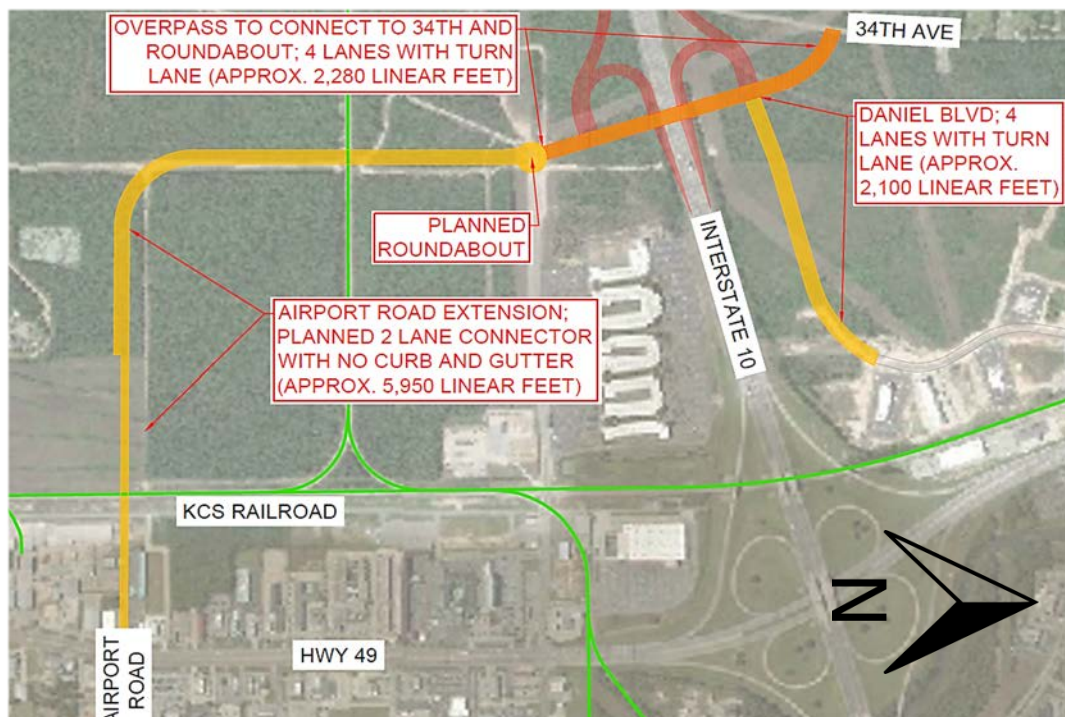 OVERPASS TO CONNECT TO 34TH AND
ROUNDABOUT; 4 LANES WITH TURN
LANE (APPROX. 2,280 LINEAR FEET)
34TH AVE
DANIEL BLVD; 4
LANES WITH TURN
LANE (APPROX.
2,100 LINEAR FEET)
PLANNED
ROUNDABOUT
INTERSTATE 10
AIRPORT ROAD EXTENSION;
PLANNED 2 LANE CONNECTOR
WITH NO CURB AND GUTTER
(APPROX. 5,950 LINEAR FEET)
KCS RAILROAD
N
HWY 49
AIRPORT
ROAD